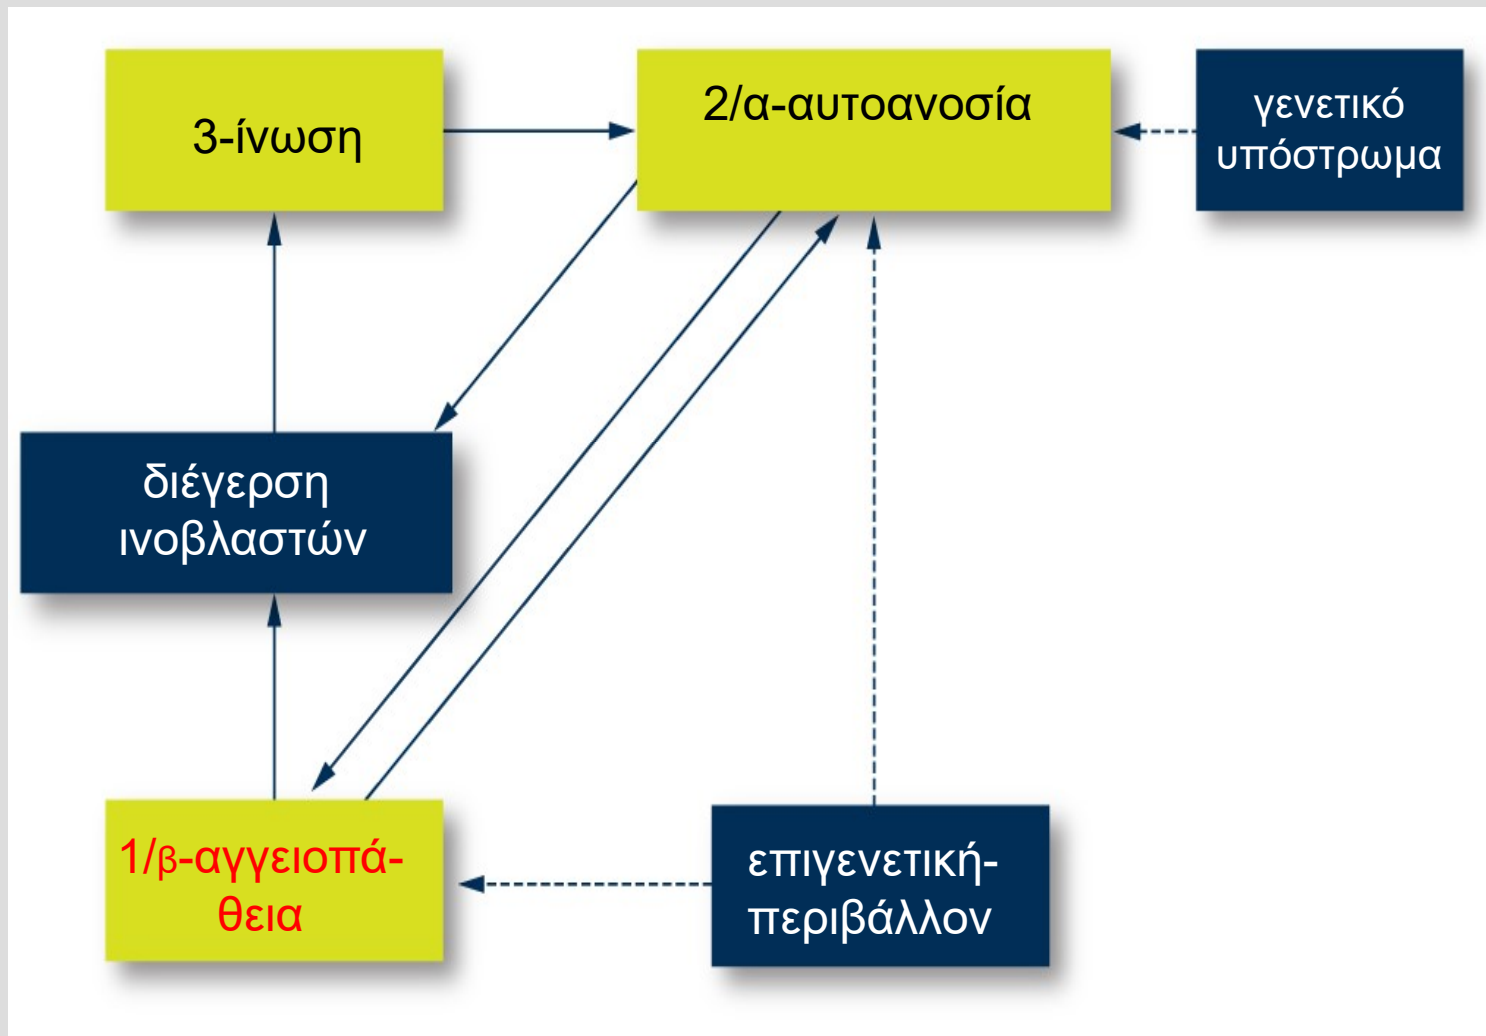 3-ίνωση
2/α-αυτοανοσία
γενετικό
υπόστρωμα
διέγερση
ινοβλαστών
1/β-αγγειοπά-
θεια
επιγενετική-
περιβάλλον